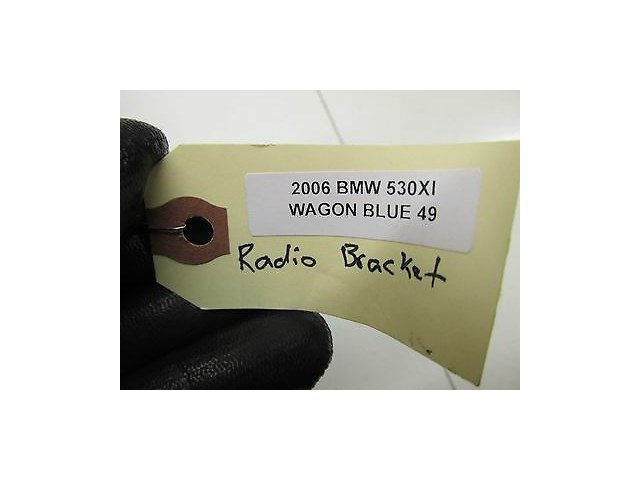 2006 BMW 530XI
WAGON BLUE 49
Radio Bracket